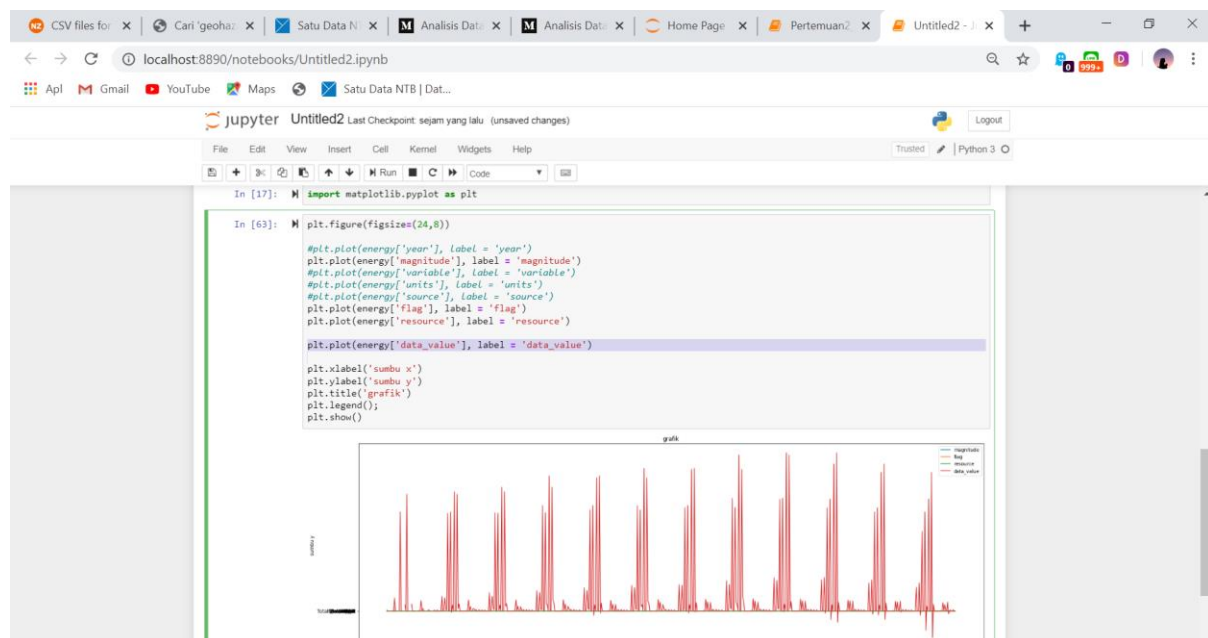 CSV files for
Cari 'geohaz
Satu Data N
Analisis Data
Analisis Data
Home Page
Pertemuan2
Untitled2 - J
localhost:8890/notebooks/Untitled2.ipynb
0
999+
D
Apl
Gmail
YouTube
Maps
Satu Data NTB | Dat...
jupyter Untitled2 Last Checkpoint: sejam yang lalu (unsaved changes)
Logout
File Edit View Insert Cell Kernel Widgets Help
Trusted
Python 3
Run
Code
In [17]: import matplotlib.pyplot as plt
In [63]: plt.figure(figsize=(24,8))
#plt.plot(energy['year'], label = 'year')
plt.plot(energy['magnitude'], label = 'magnitude')
#plt.plot(energy['variable'], label = 'variable')
#plt.plot(energy['units'], label = 'units')
#plt.plot(energy['source'], label = 'source')
plt.plot(energy['flag'], label = 'flag')
plt.plot(energy['resource'], label = 'resource')
plt.plot(energy['data_value'], label = 'data_value')
plt.xlabel('sumbu x')
plt.ylabel('sumbu y')
plt.title('grafik')
plt.legend();
plt.show()
grafik
magnitude
flag
resource
data_value
sumbu y